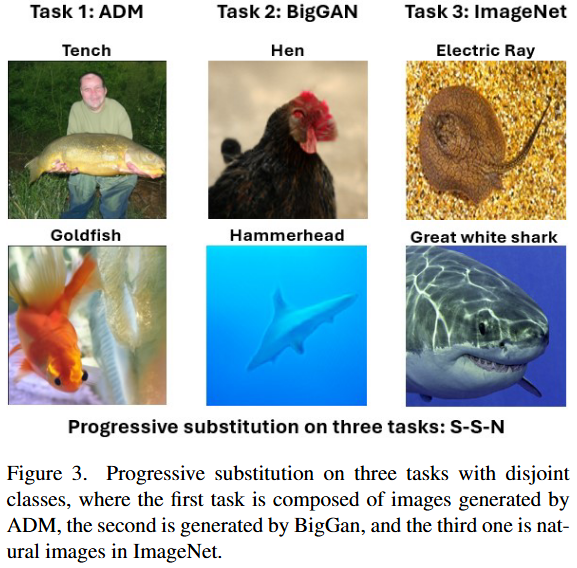 Task 1: ADM Task 2: BigGAN Task 3: ImageNet
Tench Hen Electric Ray
Goldfish Hammerhead Great white shark
Progressive substitution on three tasks: S-S-N
Figure 3. Progressive substitution on three tasks with disjoint
classes, where the first task is composed of images generated by
ADM, the second is generated by BigGan, and the third one is nat-
ural images in ImageNet.